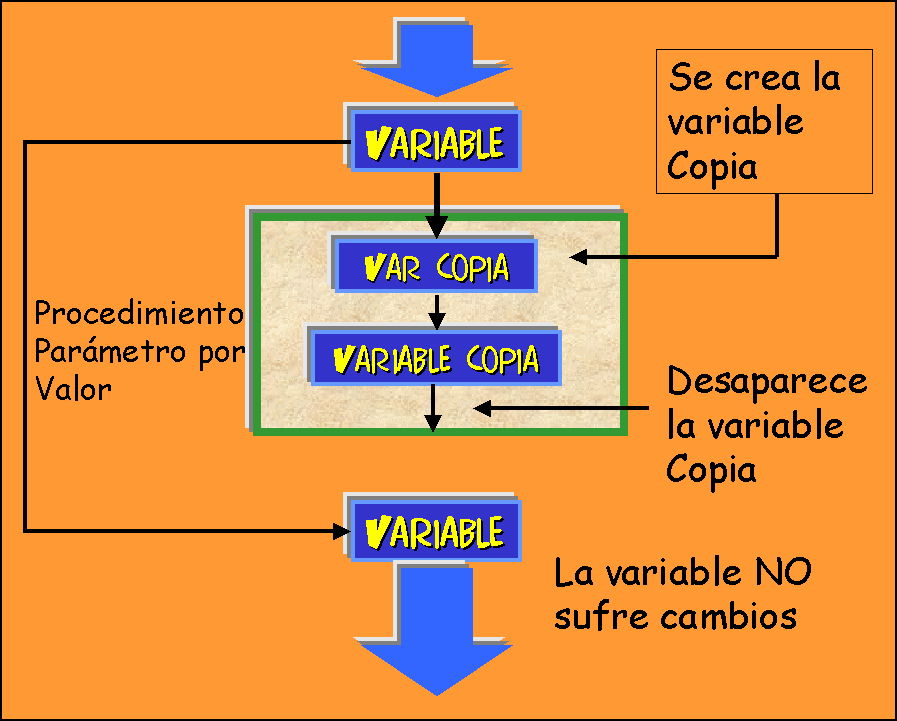 VARIABLE
Se crea la
variable
Copia
VAR COPIA
Procedimiento
Parámetro por
Valor
VARIABLE COPIA
Desaparece
la variable
Copia
VARIABLE
La variable NO
sufre cambios